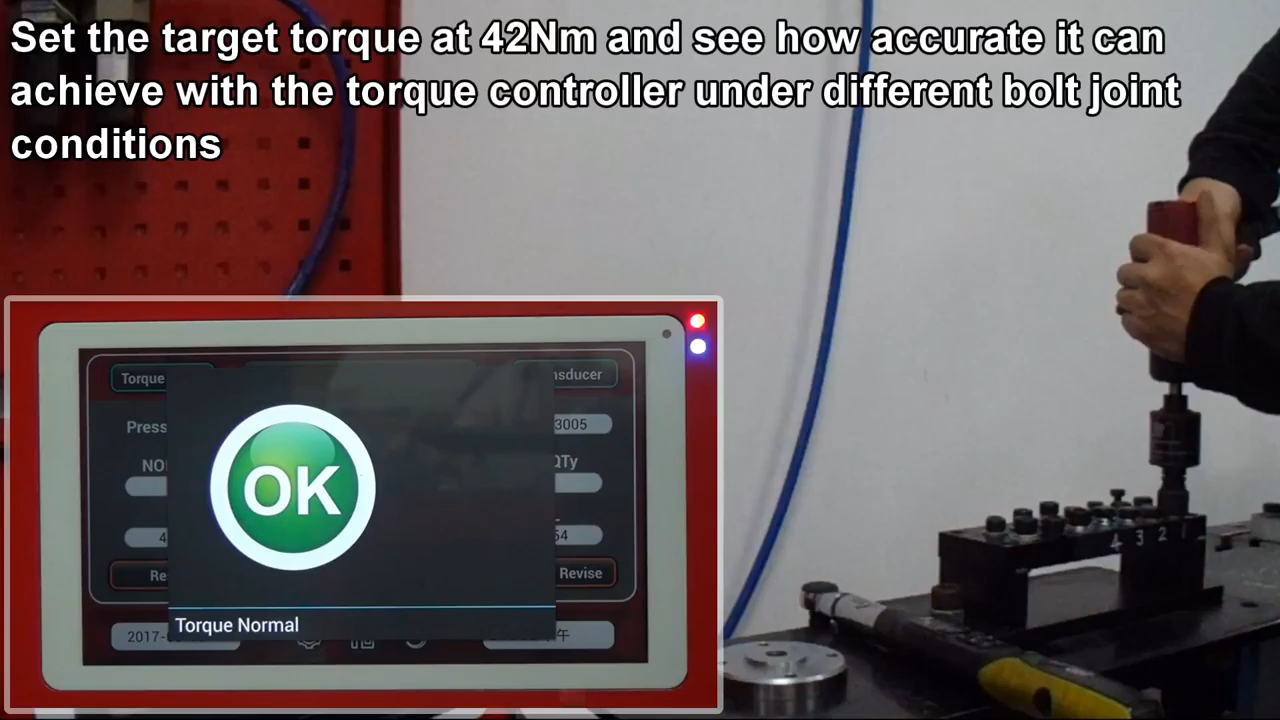 Set the target torque at 42Nm and see how accurate it can
achieve with the torque controller under different bolt joint
conditions
Torque
nsducer
Press
3005
OK
QTy
4
54
Re
Revise
Torque Normal
2017-
午
4 3 2 1